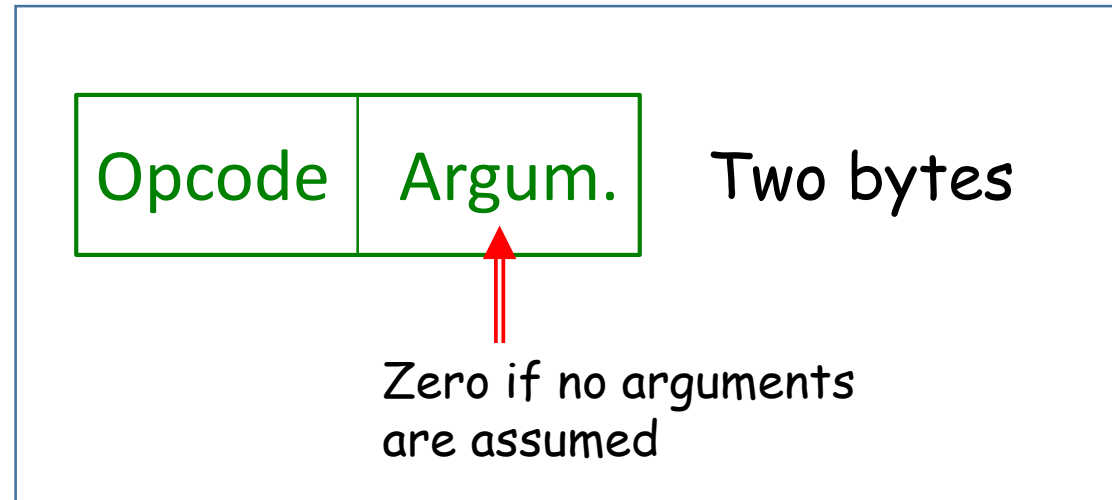 Opcode Argum. Two bytes
Zero if no arguments
are assumed